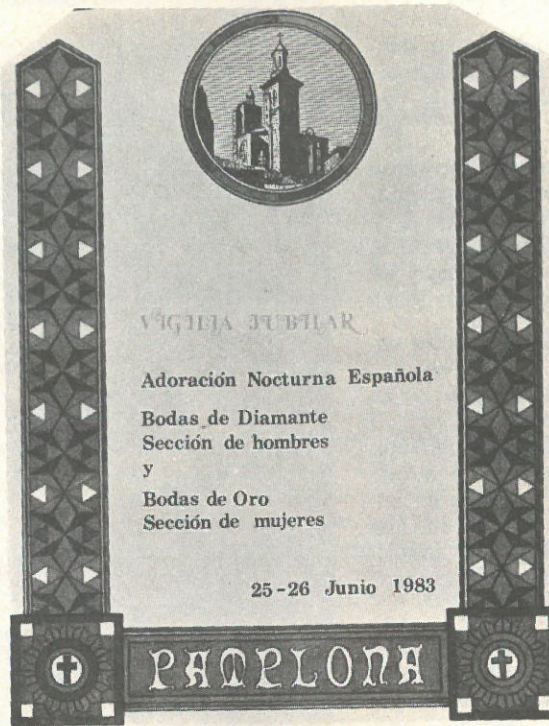 VIGILIA JUBILAR
Adoración Nocturna Española
Bodas de Diamante
Sección de hombres
y
Bodas de Oro
Sección de mujeres
25-26 Junio 1983
PAMPLONA